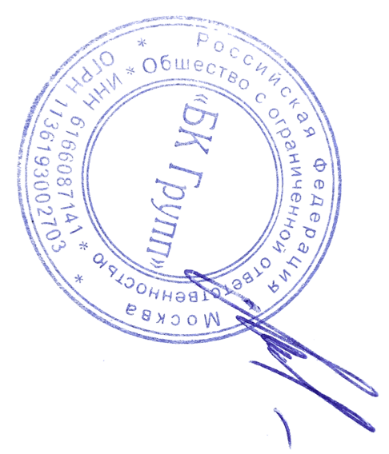 * Российская Федерация * Москва * ОГРН 1136193002703
Общество с ограниченной ответственностью * ИНН 6166087141 *
«БК Групп»